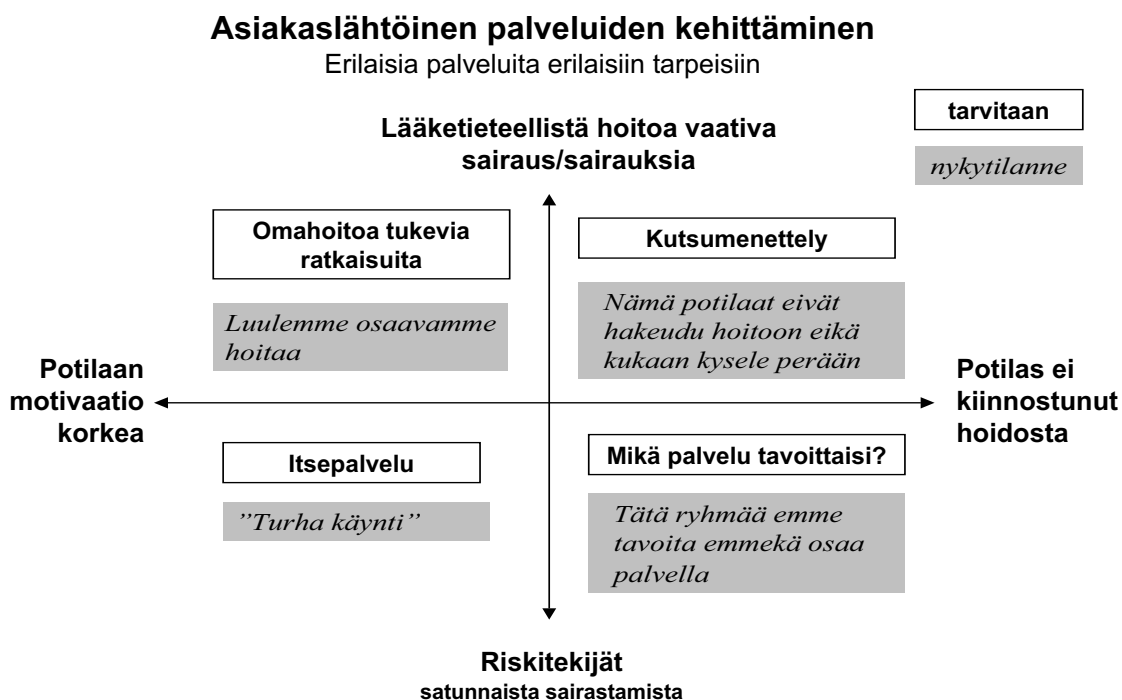 Asiakaslähtöinen palveluiden kehittäminen
Erilaisia palveluita erilaisiin tarpeisiin
tarvitaan
nykytilanne
Lääketieteellistä hoitoa vaativa
sairaus/sairauksia
Omahoitoa tukevia
ratkaisuita
Luulemme osaavamme
hoitaa
Kutsumenettely
Nämä potilaat eivät
hakeudu hoitoon eikä
kukaan kysele perään
Potilaan
motivaatio
korkea
Potilas ei
kiinnostunut
hoidosta
Itsepalvelu
”Turha käynti”
Mikä palvelu tavoittaisi?
Tätä ryhmää emme
tavoita emmekä osaa
palvella
Riskitekijät
satunnaista sairastamista